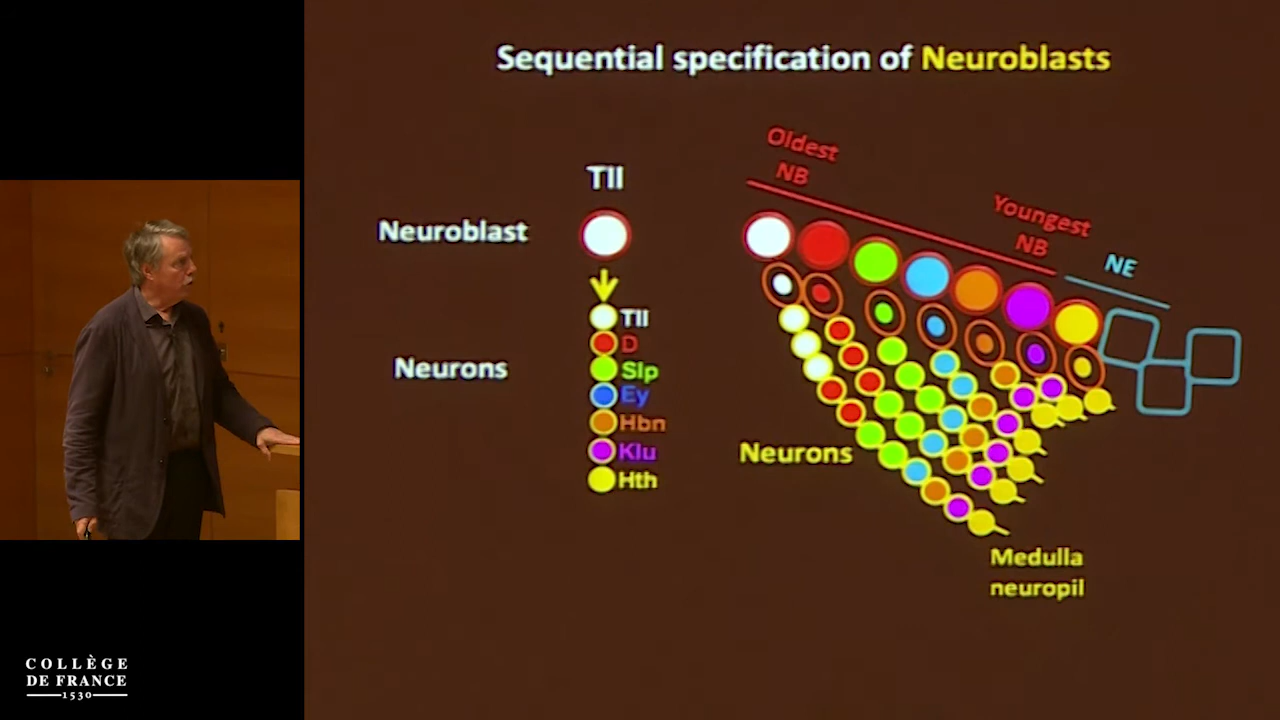 Sequential specification of Neuroblasts
Oldest
NB
Youngest
NB
NE
Tll
Neuroblast
Neurons
Tll
D
Slp
Ey
Hbn
Klu
Hth
Neurons
Medulla
neuropil
COLLÈGE
DE FRANCE
1530